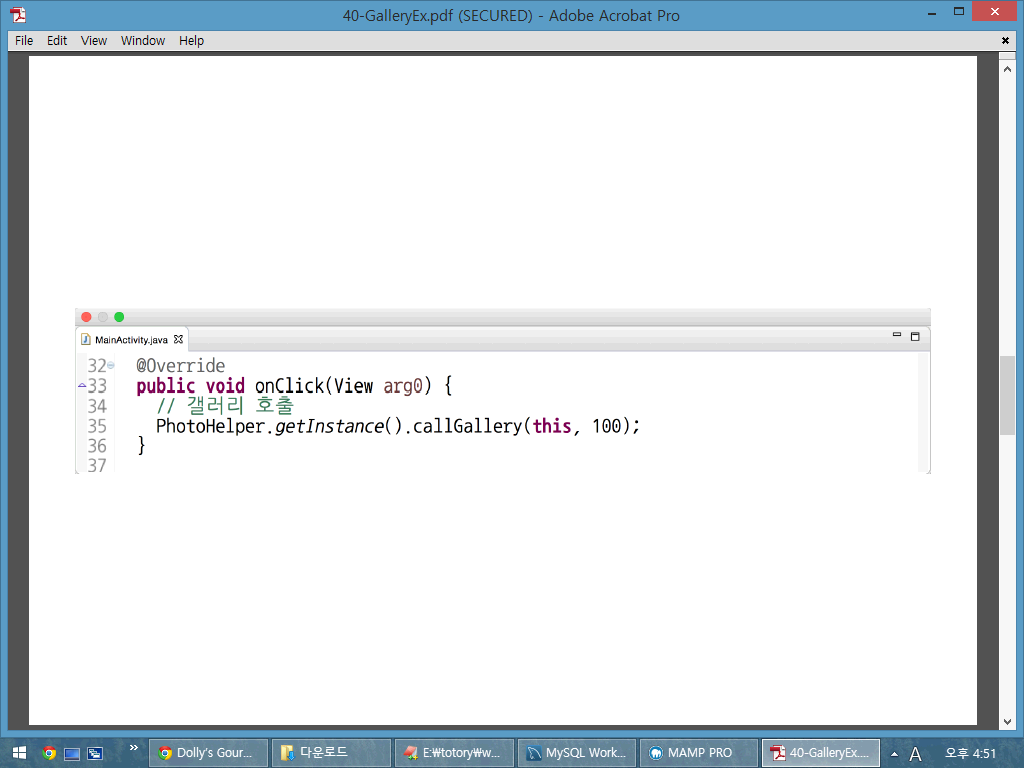 40-GalleryEx.pdf (SECURED) - Adobe Acrobat Pro
File Edit View Window Help
MainActivity.java
32 @Override
33 public void onClick(View arg0) {
34 // 갤러리 호출
35 PhotoHelper.getInstance().callGallery(this, 100);
36 }
37
Dolly's Gour... 다운로드 E:₩totory₩w... MySQL Work... MAMP PRO 40-GalleryEx.... A 오후 4:51